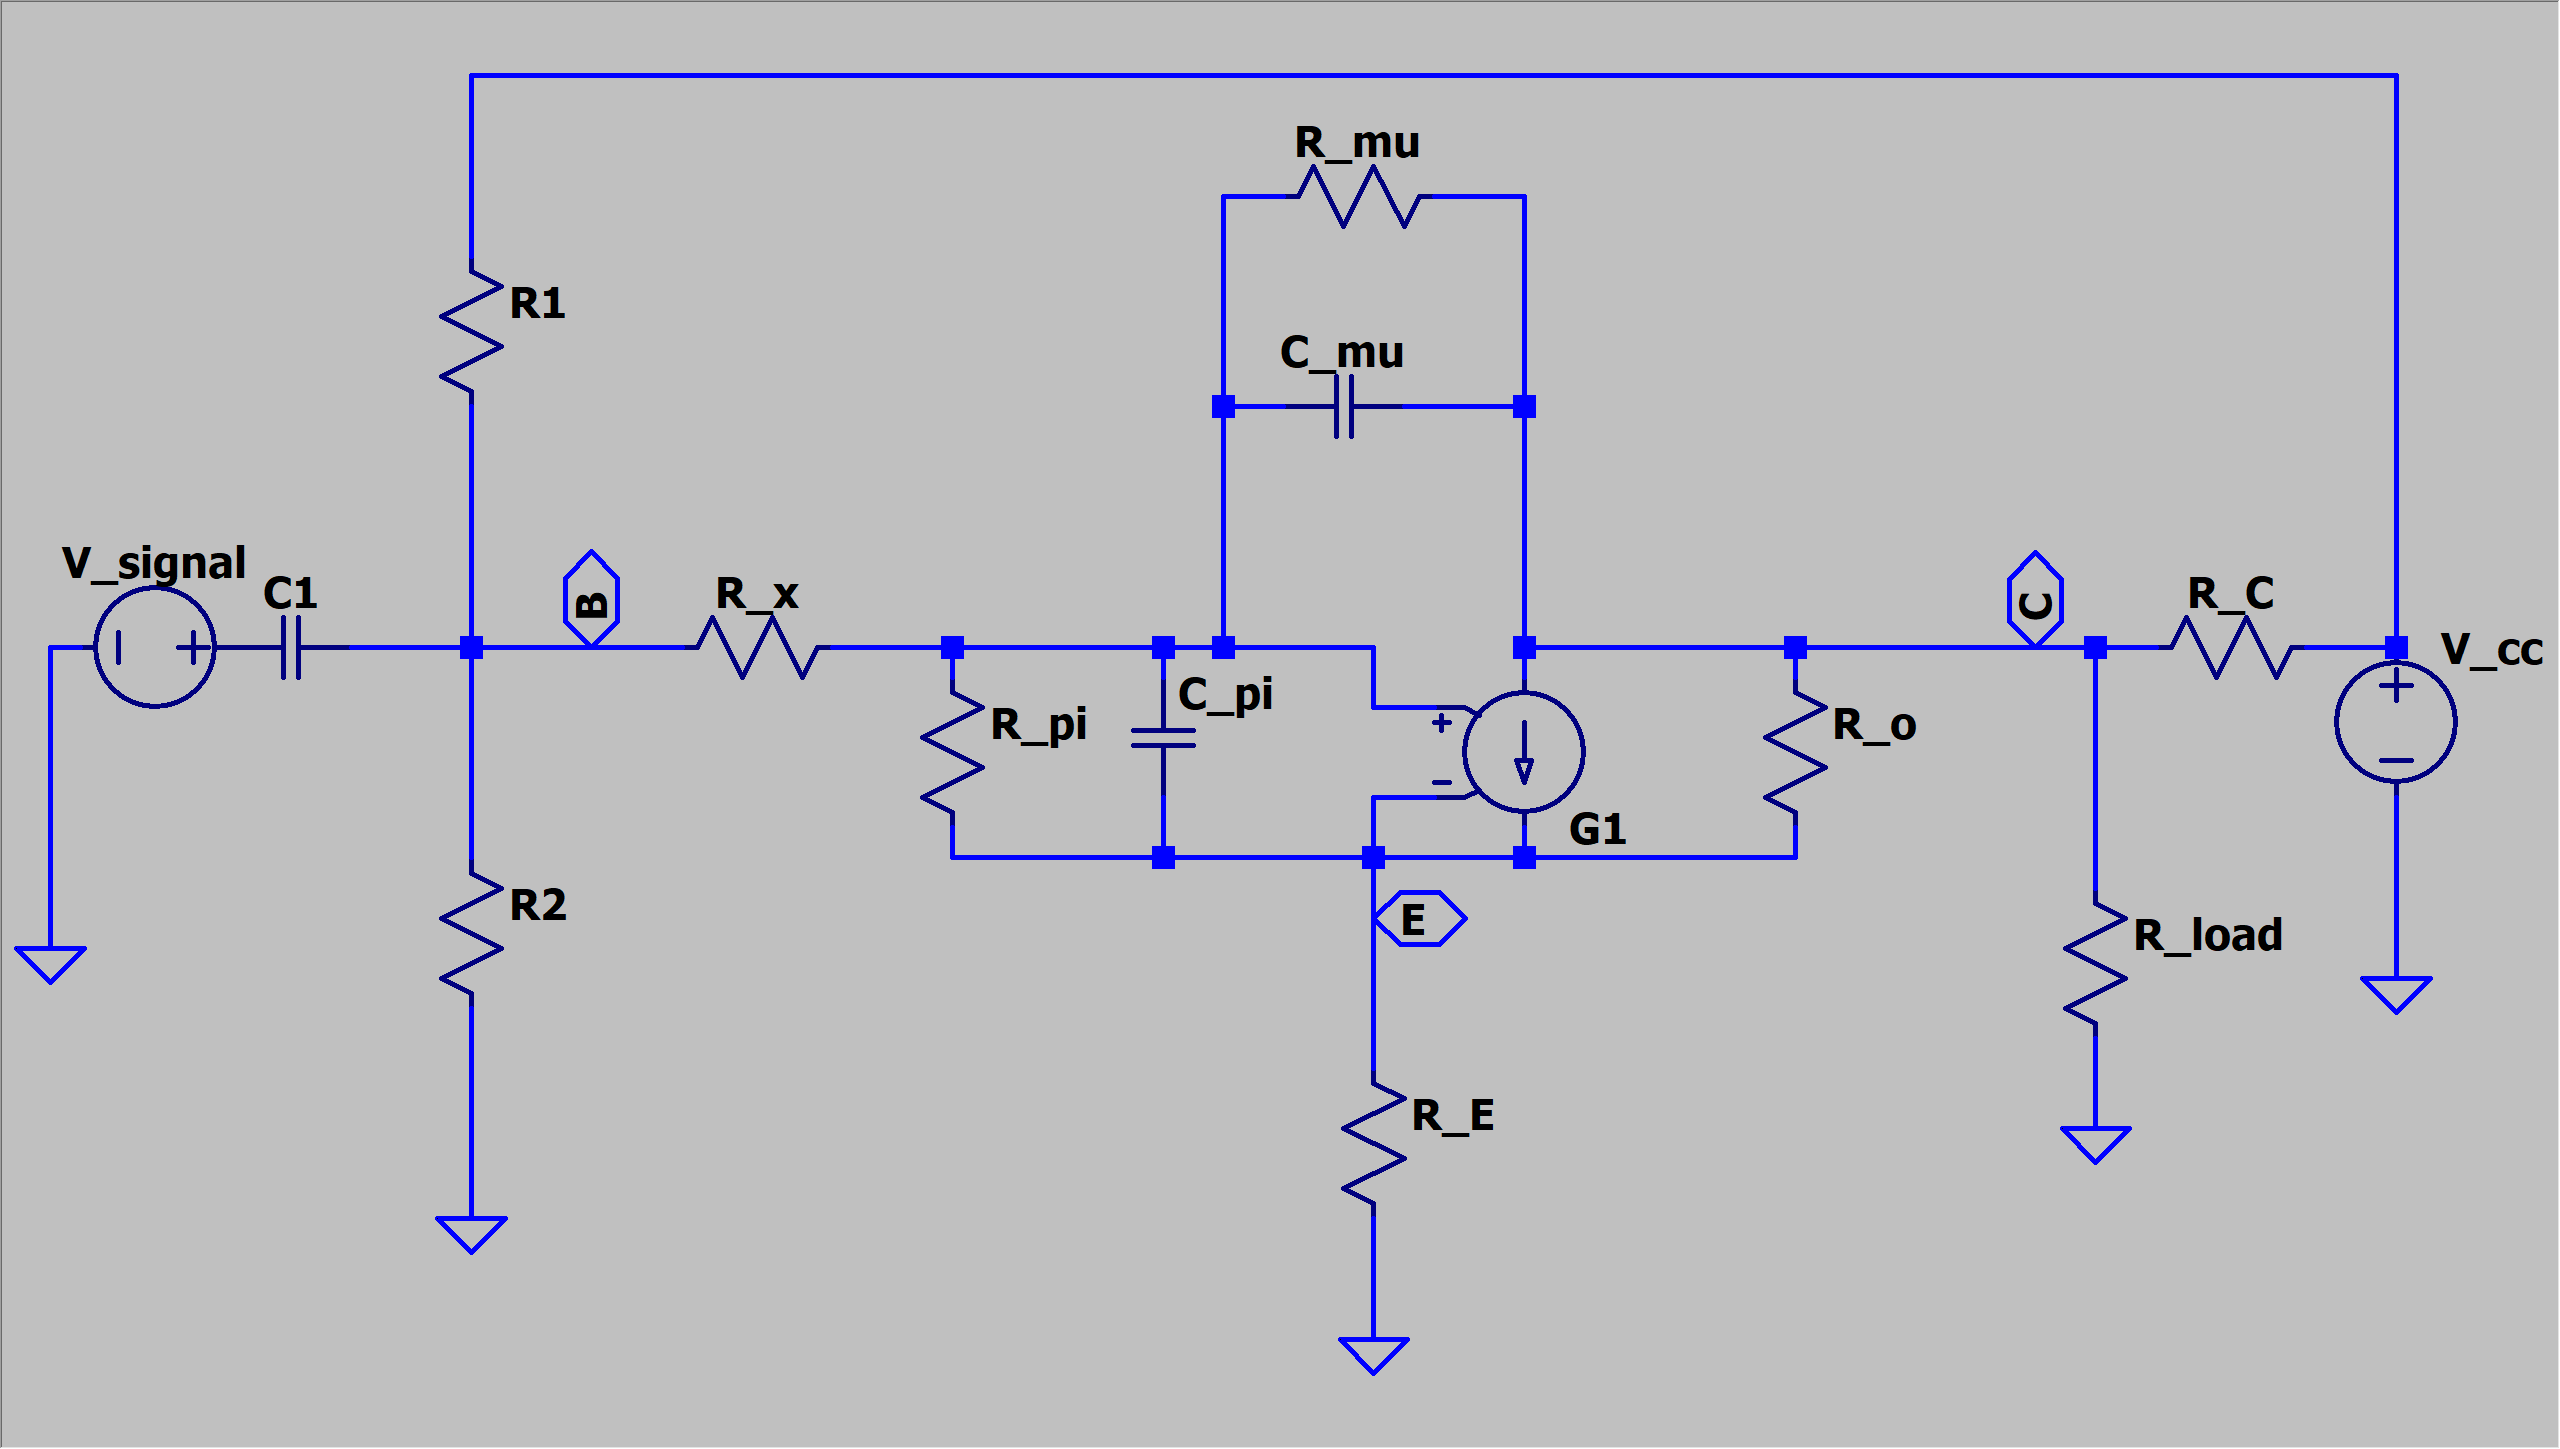 R_mu
C_mu
R1
V_signal
C1
B
R_x
C
R_C
V_cc
C_pi
R_pi
R_o
G1
R2
E
R_load
R_E